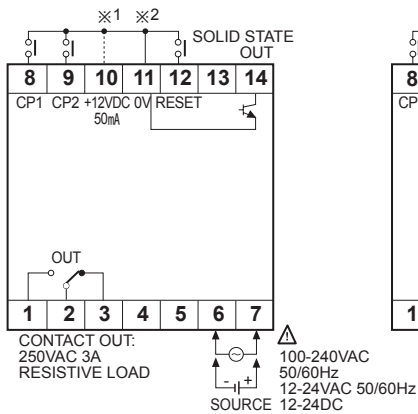 ※1 ※2
SOLID STATE
OUT
8 9 10 11 12 13 14
CP1 CP2 +12VDC 0V RESET
50mA
OUT
1 2 3 4 5 6 7
CONTACT OUT:
250VAC 3A
RESISTIVE LOAD
100-240VAC
50/60Hz
12-24VAC 50/60Hz
- +
SOURCE 12-24DC
8
CP
1